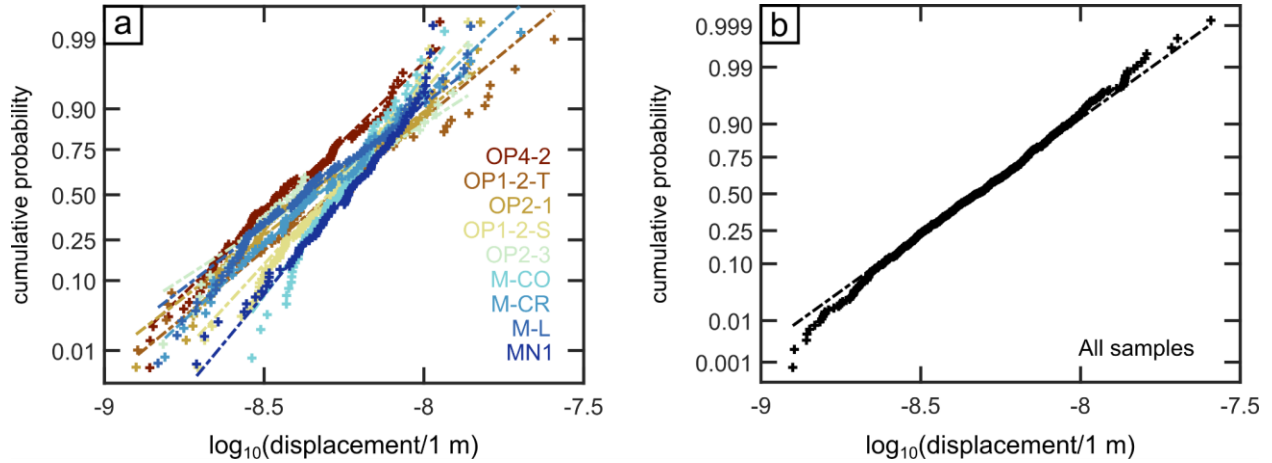 a
cumulative probability
0.99
0.90
0.75
0.50
0.25
0.10
0.01
OP4-2
OP1-2-T
OP2-1
OP1-2-S
OP2-3
M-CO
M-CR
M-L
MN1
-9
-8.5
-8
-7.5
log10(displacement/1 m)
b
cumulative probability
0.999
0.99
0.90
0.75
0.50
0.25
0.10
0.01
0.001
All samples
-9
-8.5
-8
-7.5
log10(displacement/1 m)